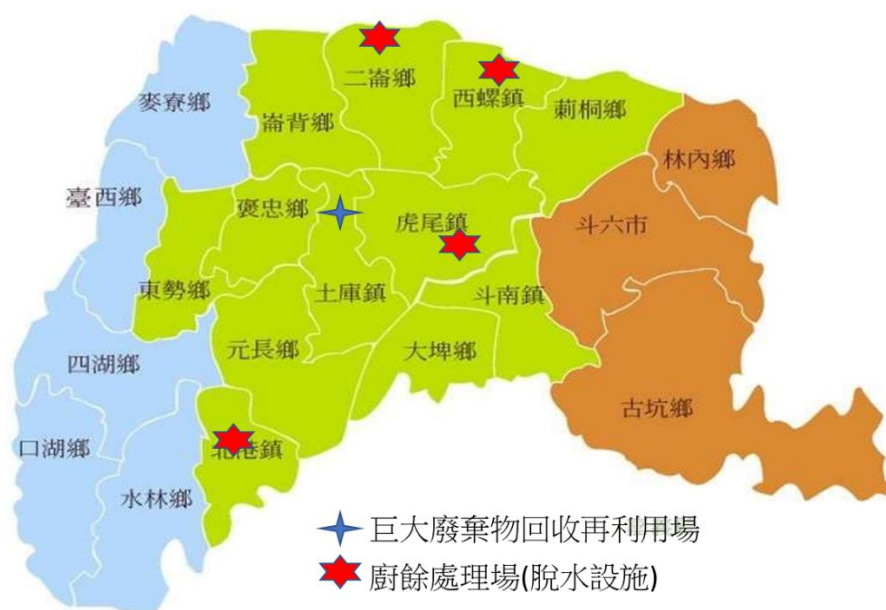 二崙鄉
西螺鎮
麥寮鄉
崙背鄉
莿桐鄉
林內鄉
臺西鄉
褒忠鄉
虎尾鎮
斗六市
東勢鄉
土庫鎮
斗南鎮
元長鄉
大埤鄉
四湖鄉
古坑鄉
口湖鄉
北港鎮
水林鄉
巨大廢棄物回收再利用場
廚餘處理場(脫水設施)